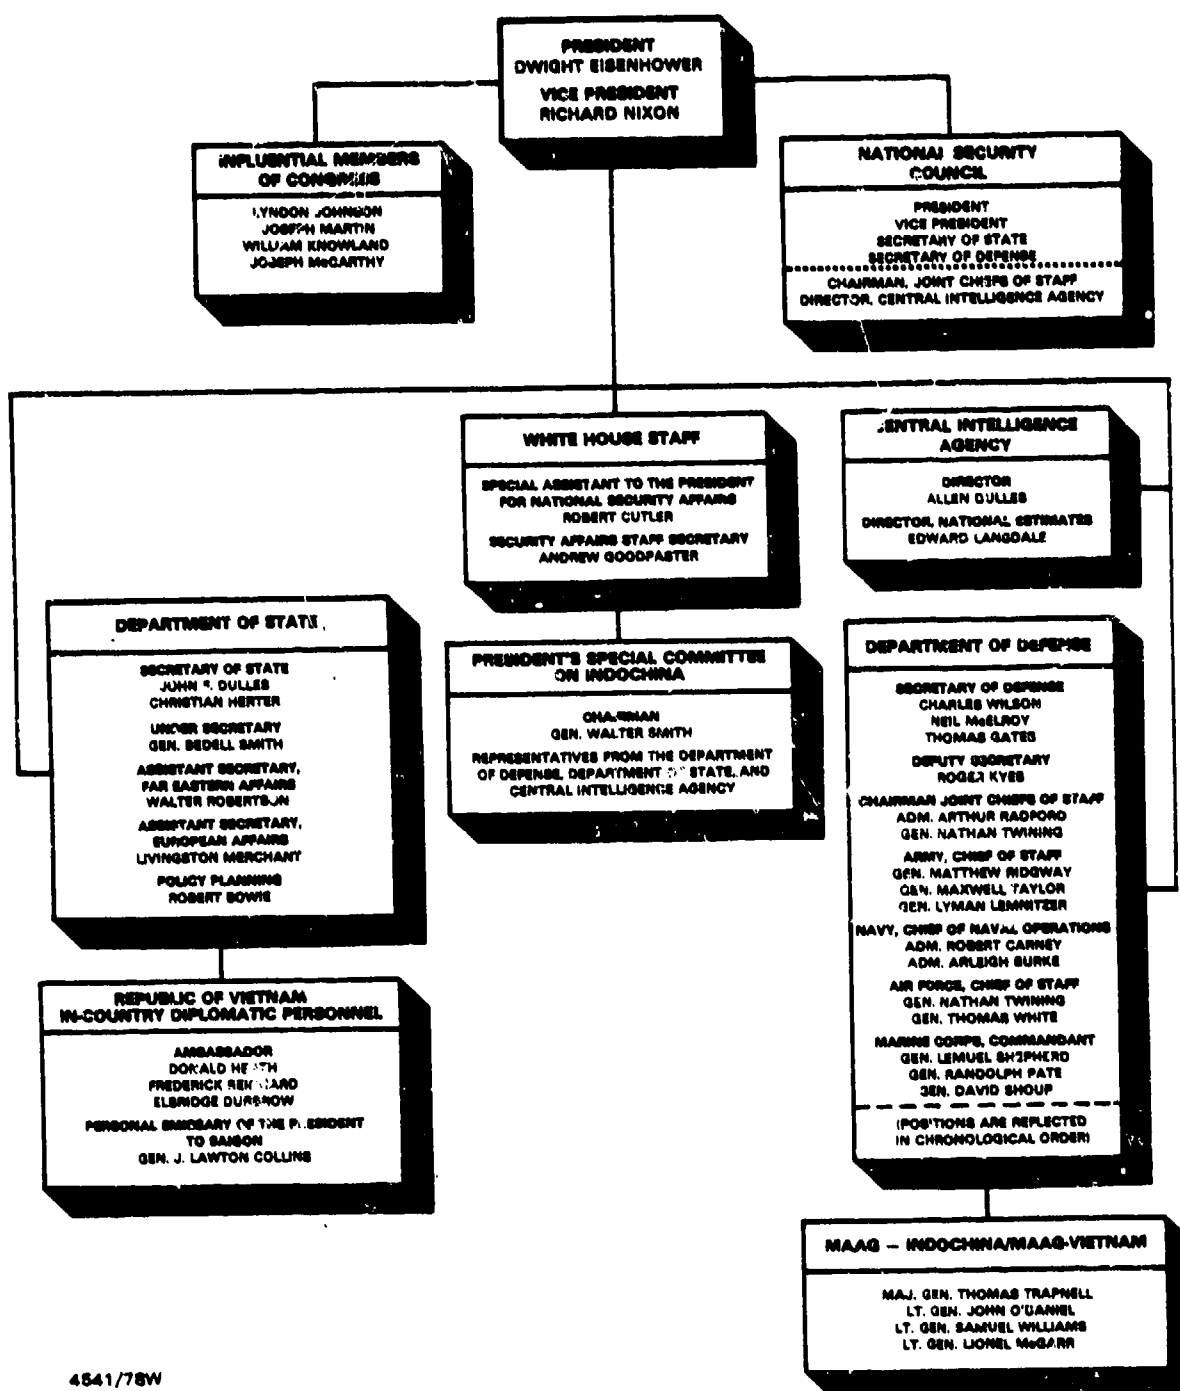 PRESIDENT
DWIGHT EISENHOWER
VICE PRESIDENT
RICHARD NIXON
INFLUENTIAL MEMBERS
OF CONGRESS
LYNDON JOHNSON
JOSEPH MARTIN
WILLIAM KNOWLAND
JOSEPH McCARTHY
NATIONAL SECURITY
COUNCIL
PRESIDENT
VICE PRESIDENT
SECRETARY OF STATE
SECRETARY OF DEFENSE
CHAIRMAN, JOINT CHIEFS OF STAFF
DIRECTOR, CENTRAL INTELLIGENCE AGENCY
WHITE HOUSE STAFF
SPECIAL ASSISTANT TO THE PRESIDENT
FOR NATIONAL SECURITY AFFAIRS
ROBERT CUTLER
SECURITY AFFAIRS STAFF SECRETARY
ANDREW GOODPASTER
CENTRAL INTELLIGENCE
AGENCY
DIRECTOR
ALLEN DULLES
DIRECTOR, NATIONAL ESTIMATES
EDWARD LANGDALE
DEPARTMENT OF STATE
SECRETARY OF STATE
JOHN F. DULLES
CHRISTIAN HERTER
UNDER SECRETARY
GEN. BEDELL SMITH
ASSISTANT SECRETARY,
FAR EASTERN AFFAIRS
WALTER ROBERTSON
ASSISTANT SECRETARY,
EUROPEAN AFFAIRS
LIVINGSTON MERCHANT
POLICY PLANNING
ROBERT BOWIE
PRESIDENT'S SPECIAL COMMITTEE
ON INDOCHINA
CHAIRMAN
GEN. WALTER SMITH
REPRESENTATIVES FROM THE DEPARTMENT
OF DEFENSE, DEPARTMENT OF STATE, AND
CENTRAL INTELLIGENCE AGENCY
DEPARTMENT OF DEFENSE
SECRETARY OF DEFENSE
CHARLES WILSON
NEIL McELROY
THOMAS GATES
DEPUTY SECRETARY
ROGER KYES
CHAIRMAN JOINT CHIEFS OF STAFF
ADM. ARTHUR RADFORD
GEN. NATHAN TWINING
ARMY, CHIEF OF STAFF
GEN. MATTHEW RIDGWAY
GEN. MAXWELL TAYLOR
GEN. LYMAN LEMNITZER
NAVY, CHIEF OF NAVAL OPERATIONS
ADM. ROBERT CARNEY
ADM. ARLEIGH BURKE
AIR FORCE, CHIEF OF STAFF
GEN. NATHAN TWINING
GEN. THOMAS WHITE
MARINE CORPS, COMMANDANT
GEN. LEMUEL SHEPHERD
GEN. RANDOLPH PATE
GEN. DAVID SHOUP
(POSITIONS ARE REFLECTED
IN CHRONOLOGICAL ORDER)
REPUBLIC OF VIETNAM
IN-COUNTRY DIPLOMATIC PERSONNEL
AMBASSADOR
DONALD HEATH
FREDERICK REINHARD
ELBRIDGE DURBROW
PERSONAL EMISSARY OF THE PRESIDENT
TO SAIGON
GEN. J. LAWTON COLLINS
MAAG – INDOCHINA/MAAG-VIETNAM
MAJ. GEN. THOMAS TRAPNELL
LT. GEN. JOHN O'DANIEL
LT. GEN. SAMUEL WILLIAMS
LT. GEN. LIONEL McGARR
4541/78W